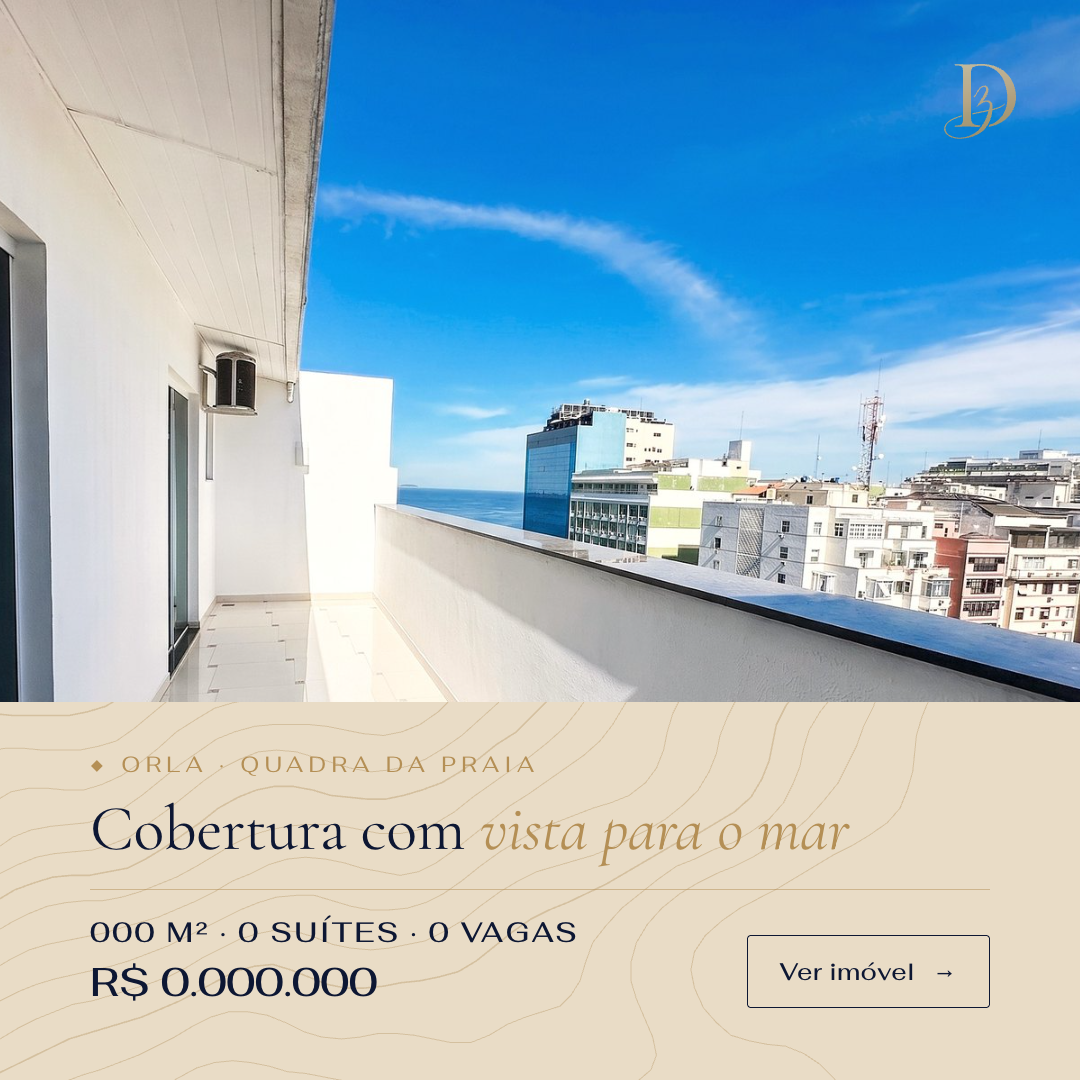 ◆ ORLA · QUADRA DA PRAIA
Cobertura com vista para o mar
000 M² · 0 SUÍTES · 0 VAGAS
R$ 0.000.000
Ver imóvel →